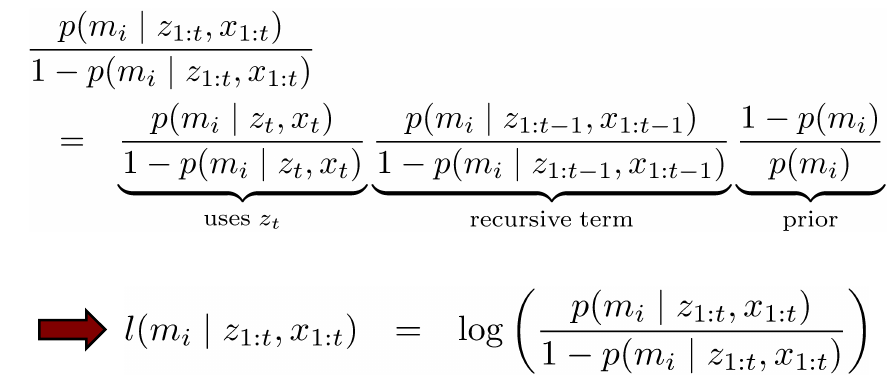 p(m_i | z_{1:t}, x_{1:t})
1 − p(m_i | z_{1:t}, x_{1:t})
= p(m_i | z_t, x_t) p(m_i | z_{1:t−1}, x_{1:t−1}) 1 − p(m_i)
1 − p(m_i | z_t, x_t) 1 − p(m_i | z_{1:t−1}, x_{1:t−1}) p(m_i)
uses z_t recursive term prior
l(m_i | z_{1:t}, x_{1:t}) = log ( p(m_i | z_{1:t}, x_{1:t})
1 − p(m_i | z_{1:t}, x_{1:t}) )